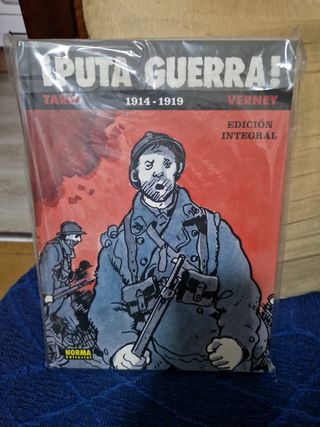 ¡PUTA GUERRA!
TARDI 1914 - 1919 VERNEY
EDICIÓN
INTEGRAL
NORMA
editorial